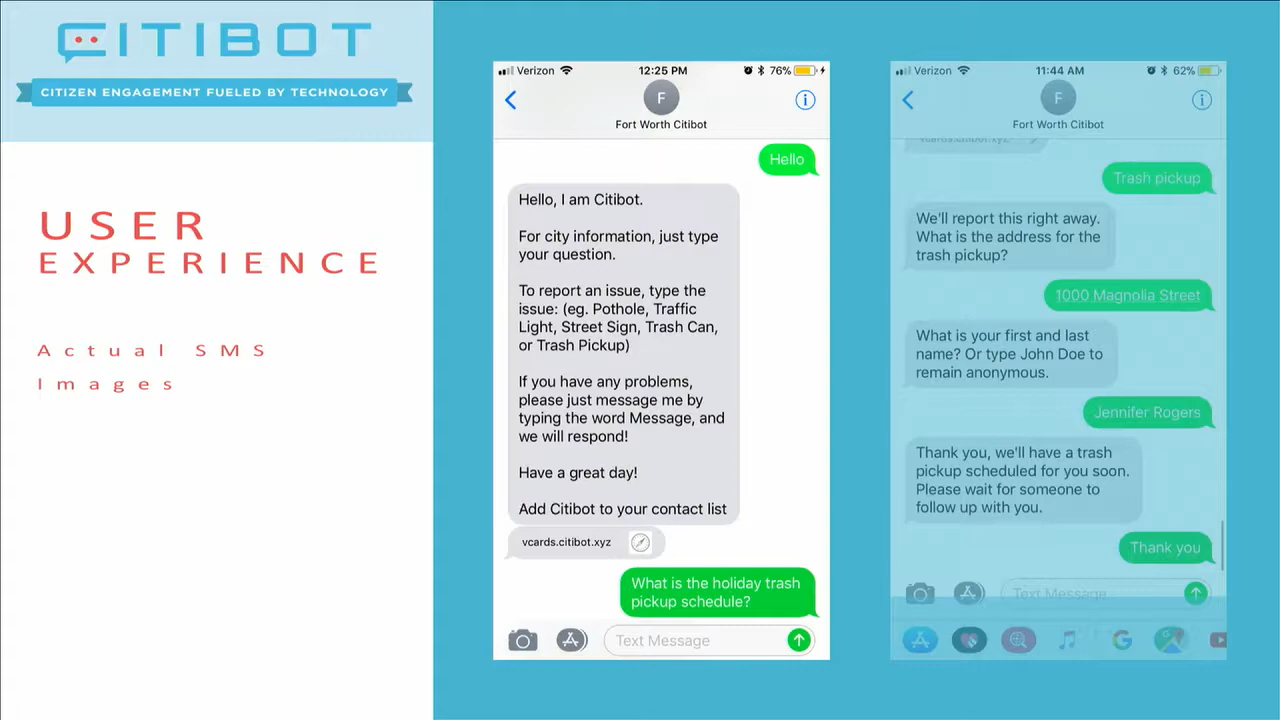 CITIBOT
CITIZEN ENGAGEMENT FUELED BY TECHNOLOGY
USER
EXPERIENCE
Actual SMS
Images
Verizon
12:25 PM
76%
F
Fort Worth Citibot
Hello
Hello, I am Citibot.
For city information, just type
your question.
To report an issue, type the
issue: (eg. Pothole, Traffic
Light, Street Sign, Trash Can,
or Trash Pickup)
If you have any problems,
please just message me by
typing the word Message, and
we will respond!
Have a great day!
Add Citibot to your contact list
vcards.citibot.xyz
What is the holiday trash
pickup schedule?
Text Message
Verizon
11:44 AM
62%
F
Fort Worth Citibot
vcards.citibot.xyz
Trash pickup
We'll report this right away.
What is the address for the
trash pickup?
1000 Magnolia Street
What is your first and last
name? Or type John Doe to
remain anonymous.
Jennifer Rogers
Thank you, we'll have a trash
pickup scheduled for you soon.
Please wait for someone to
follow up with you.
Thank you
Text Message